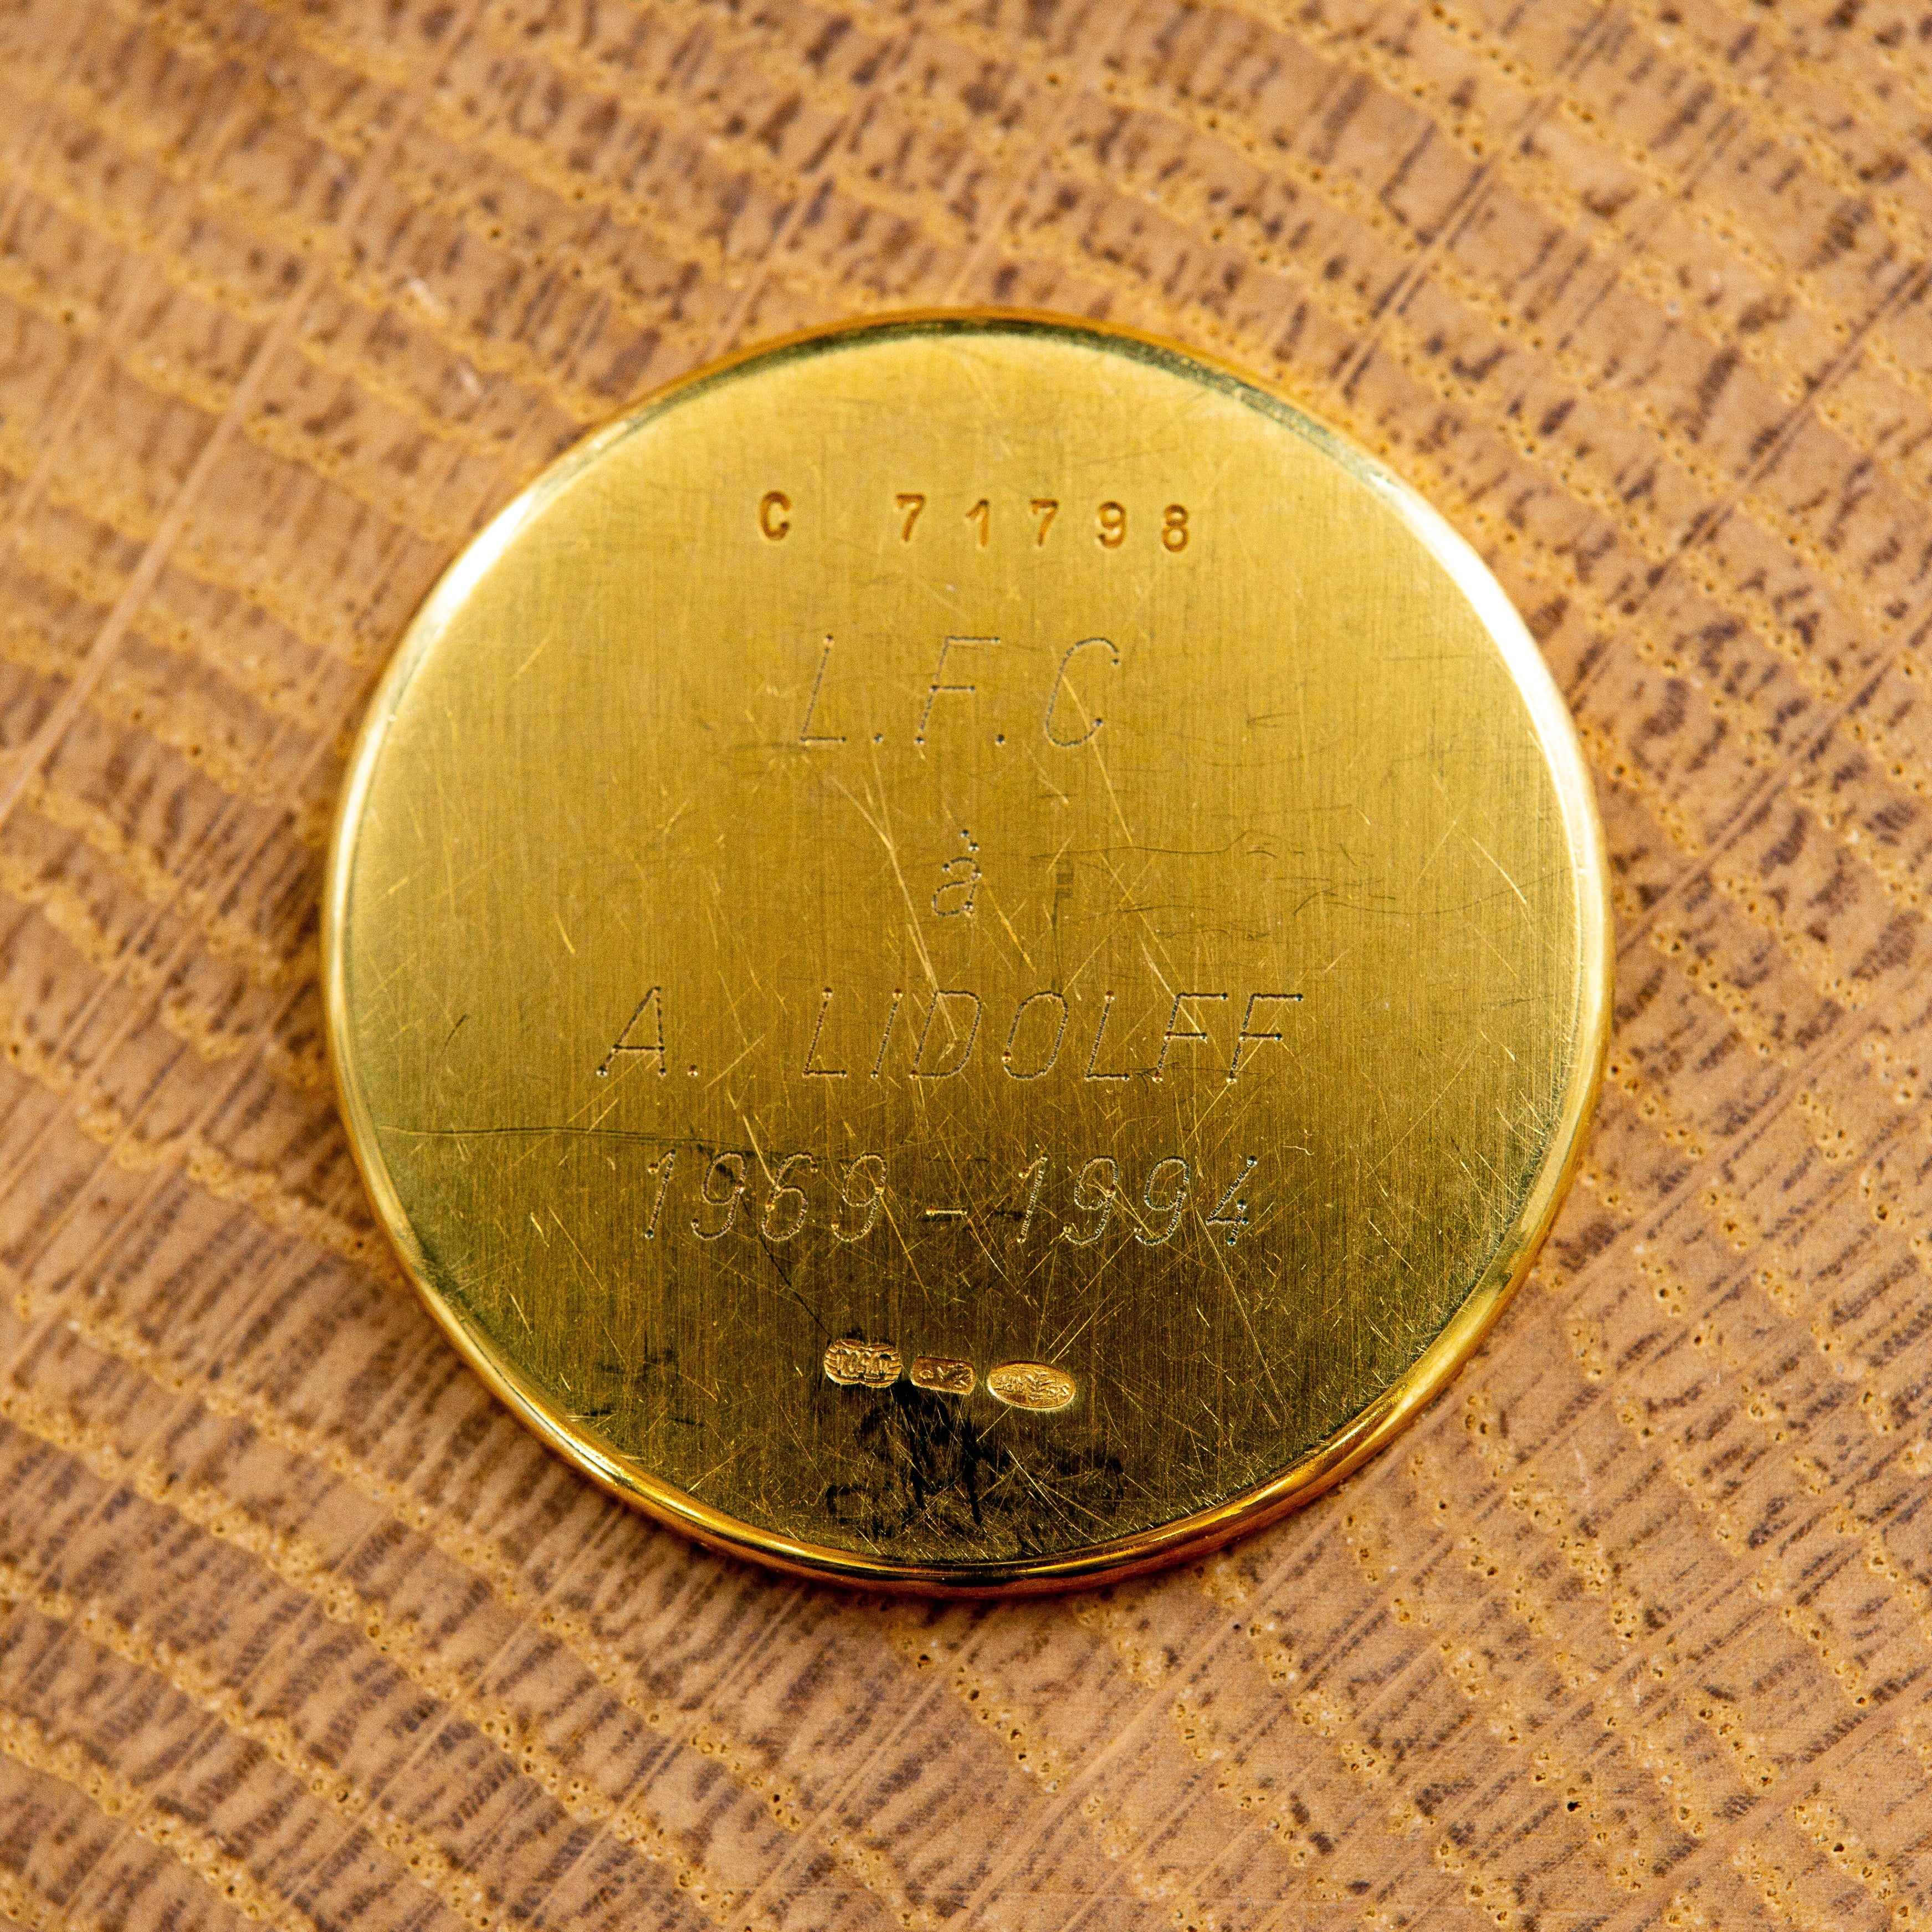 C 71798
L.F.C
à
A. LIDOLFF
1969-1994